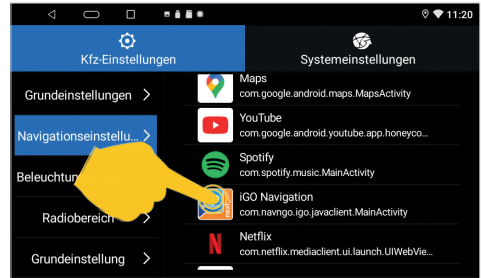 11:20
Kfz-Einstellungen
Systemeinstellungen
Grundeinstellungen
Navigationseinstellu...
Radiobereich
Grundeinstellung
Maps
com.google.android.maps.MapsActivity
YouTube
com.google.android.youtube.app.honeyco...
Spotify
com.spotify.music.MainActivity
iGO Navigation
com.navngo.igo.javaclient.MainActivity
Netflix
com.netflix.mediaclient.ui.launch.UIWebVie...